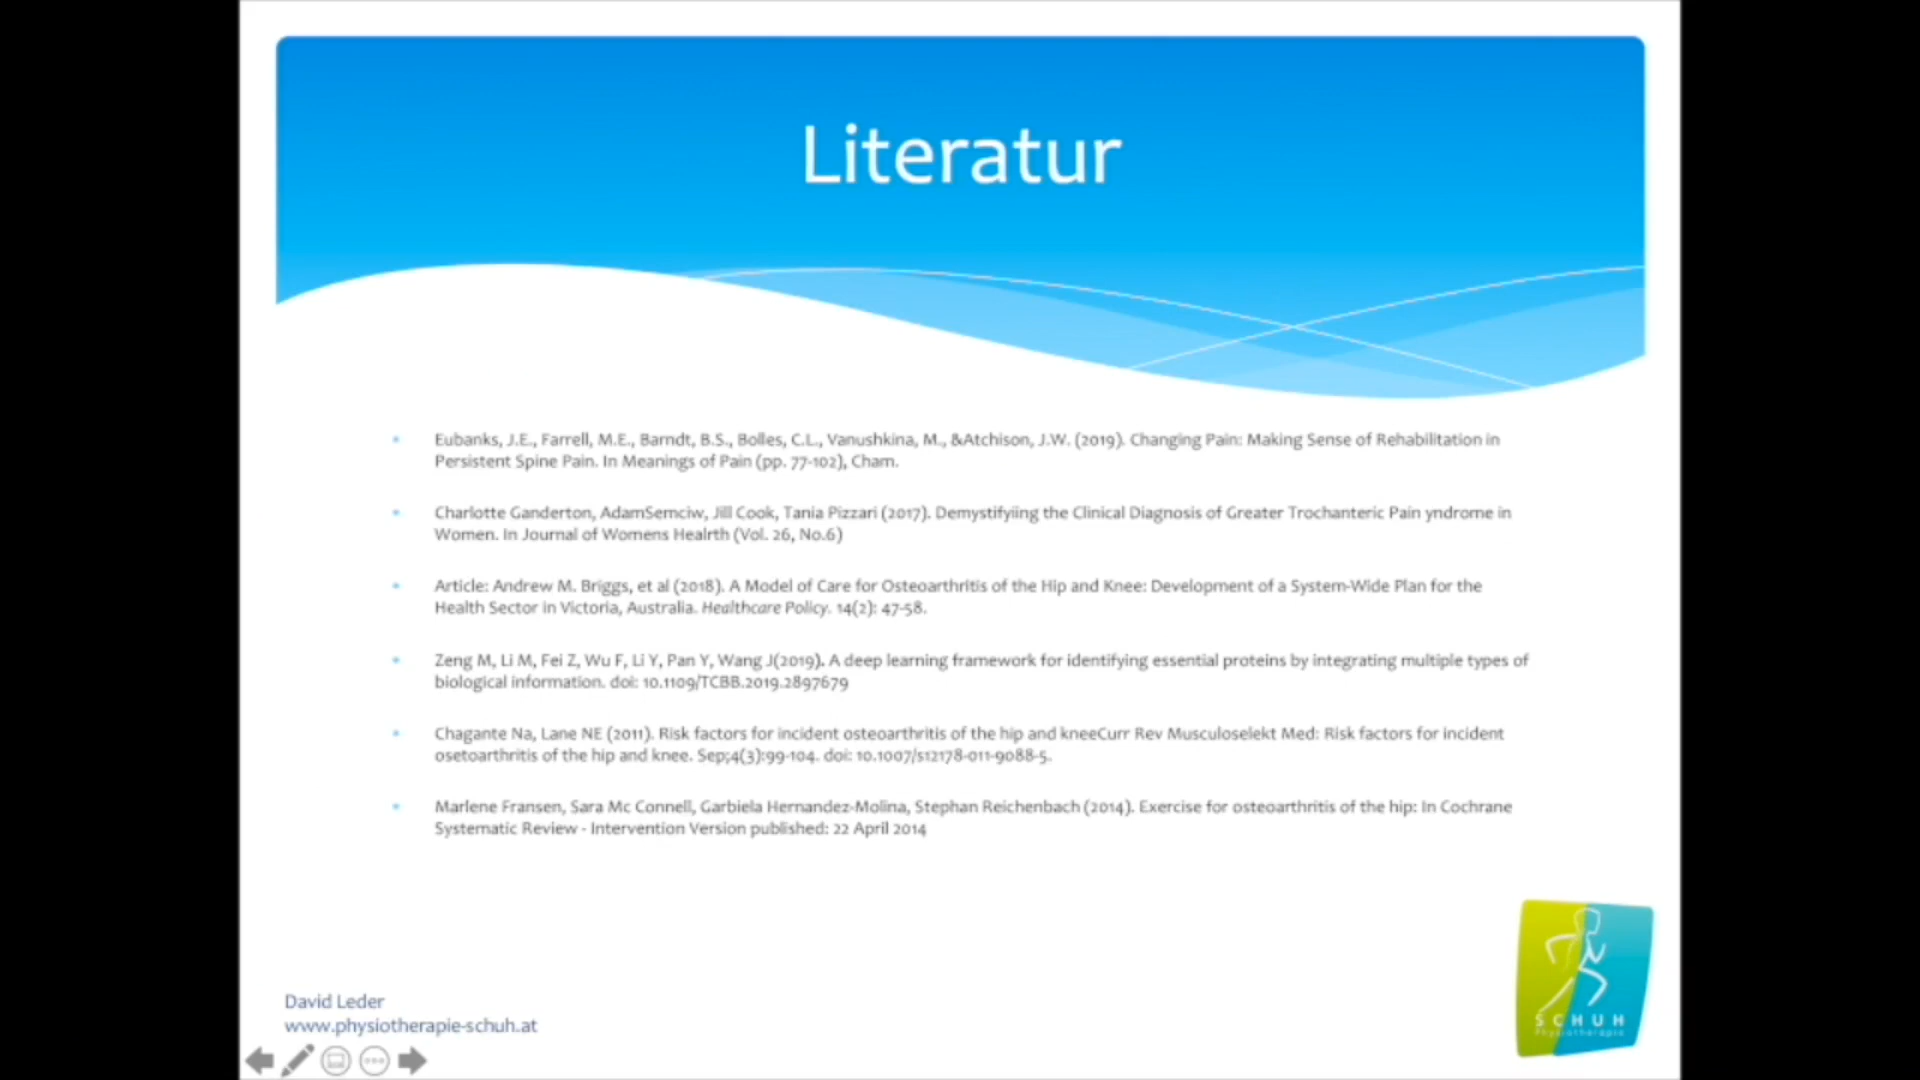 Literatur
Eubanks, J.E., Farrell, M.E., Barndt, B.S., Bolles, C.L., Vanushkina, M., &Atchison, J.W. (2019). Changing Pain: Making Sense of Rehabilitation in
Persistent Spine Pain. In Meanings of Pain (pp. 77-102), Cham.
Charlotte Ganderton, AdamSemciw, Jill Cook, Tania Pizzari (2017). Demystifyiing the Clinical Diagnosis of Greater Trochanteric Pain yndrome in
Women. In Journal of Womens Healrth (Vol. 26, No.6)
Article: Andrew M. Briggs, et al (2018). A Model of Care for Osteoarthritis of the Hip and Knee: Development of a System-Wide Plan for the
Health Sector in Victoria, Australia. Healthcare Policy. 14(2): 47-58.
Zeng M, Li M, Fei Z, Wu F, Li Y, Pan Y, Wang J(2019). A deep learning framework for identifying essential proteins by integrating multiple types of
biological information. doi: 10.1109/TCBB.2019.2897679
Chagante Na, Lane NE (2011). Risk factors for incident osteoarthritis of the hip and kneeCurr Rev Musculoselekt Med: Risk factors for incident
osetoarthritis of the hip and knee. Sep;4(3):99-104. doi: 10.1007/s12178-011-9088-5.
Marlene Fransen, Sara Mc Connell, Garbiela Hernandez-Molina, Stephan Reichenbach (2014). Exercise for osteoarthritis of the hip: In Cochrane
Systematic Review - Intervention Version published: 22 April 2014
SCHUH
Physiotherapie
David Leder
www.physiotherapie-schuh.at